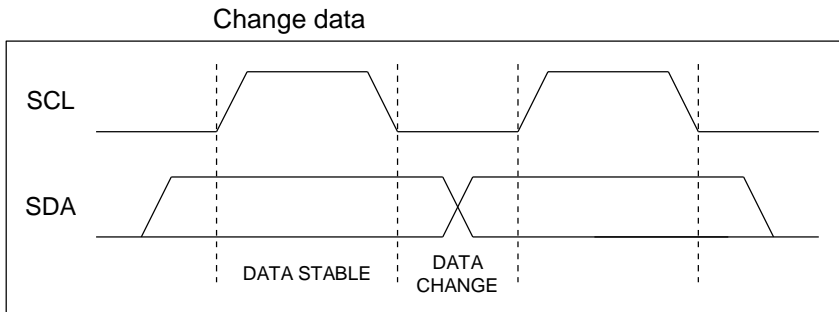 Change data
SCL
SDA
DATA STABLE
DATA
CHANGE